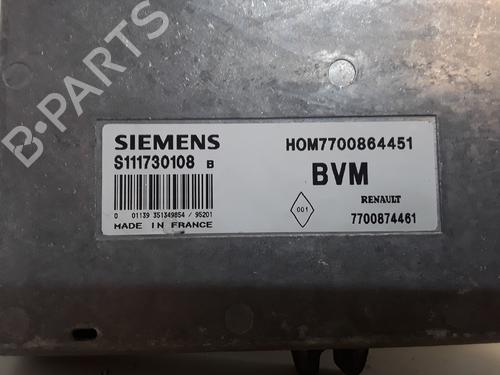 B-PARTS
SIEMENS
S111730108 B
0 01139 351349854 / 95201
MADE IN FRANCE
HOM7700864451
BVM
RENAULT
001
7700874461